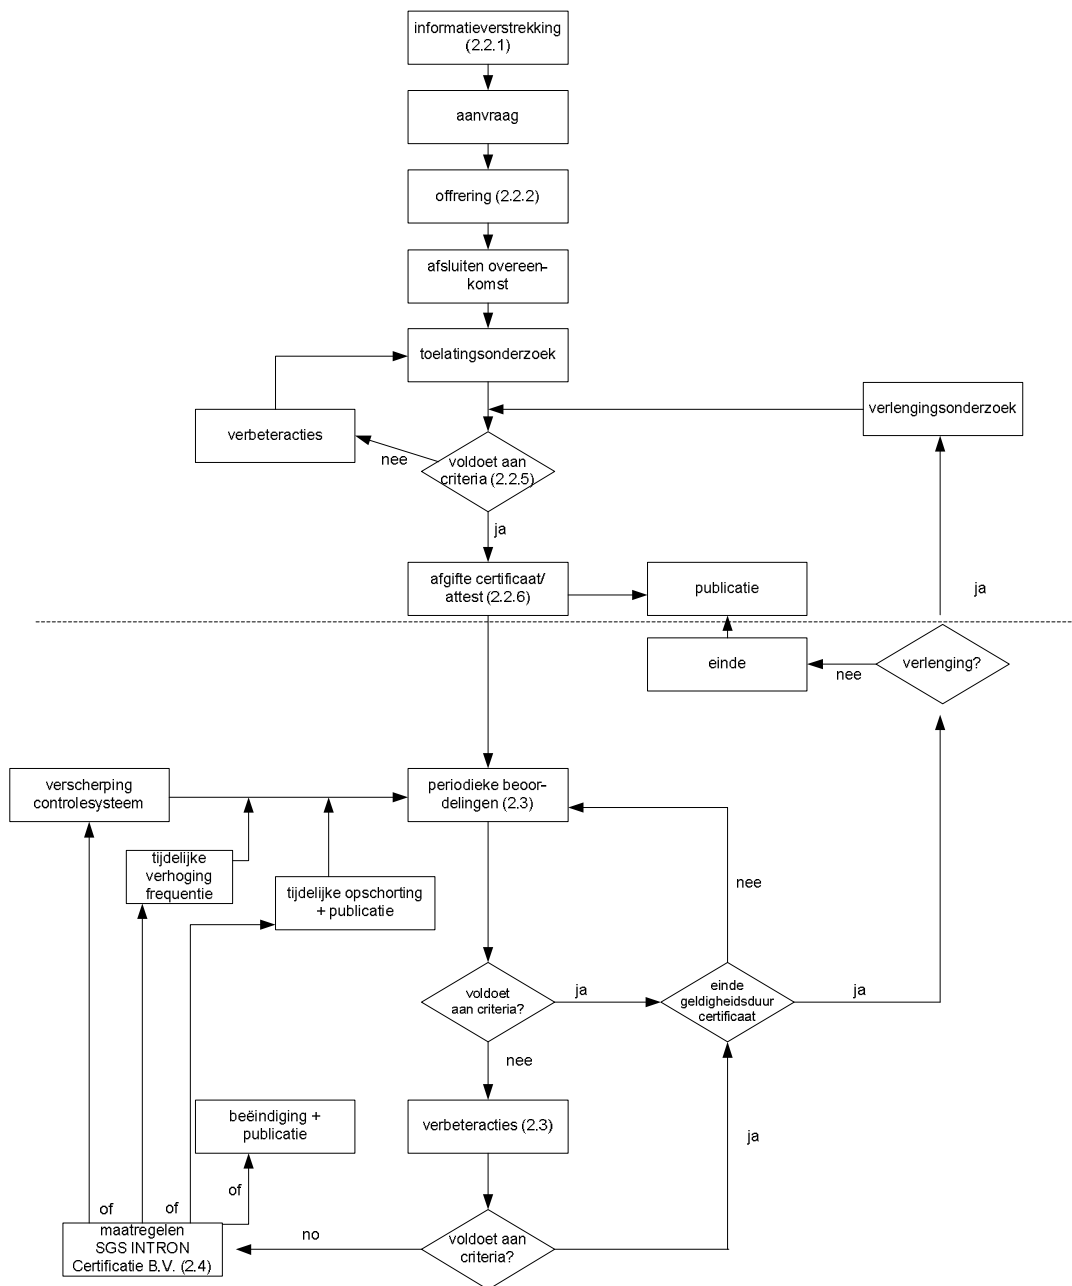 informatieverstrekking
(2.2.1)
aanvraag
offrering (2.2.2)
afsluiten overeen-
komst
toelatingsonderzoek
verlengingsonderzoek
verbeteracties
nee
voldoet aan
criteria (2.2.5)
ja
afgifte certificaat/
attest (2.2.6)
publicatie
ja
einde
nee
verlenging?
verscherping
controlesysteem
periodieke beoor-
delingen (2.3)
tijdelijke
verhoging
frequentie
tijdelijke opschorting
+ publicatie
nee
voldoet
aan criteria?
ja
einde
geldigheidsduur
certificaat
ja
nee
beëindiging +
publicatie
verbeteracties (2.3)
ja
of
of
of
maatregelen
SGS INTRON
Certificatie B.V. (2.4)
no
voldoet aan
criteria?